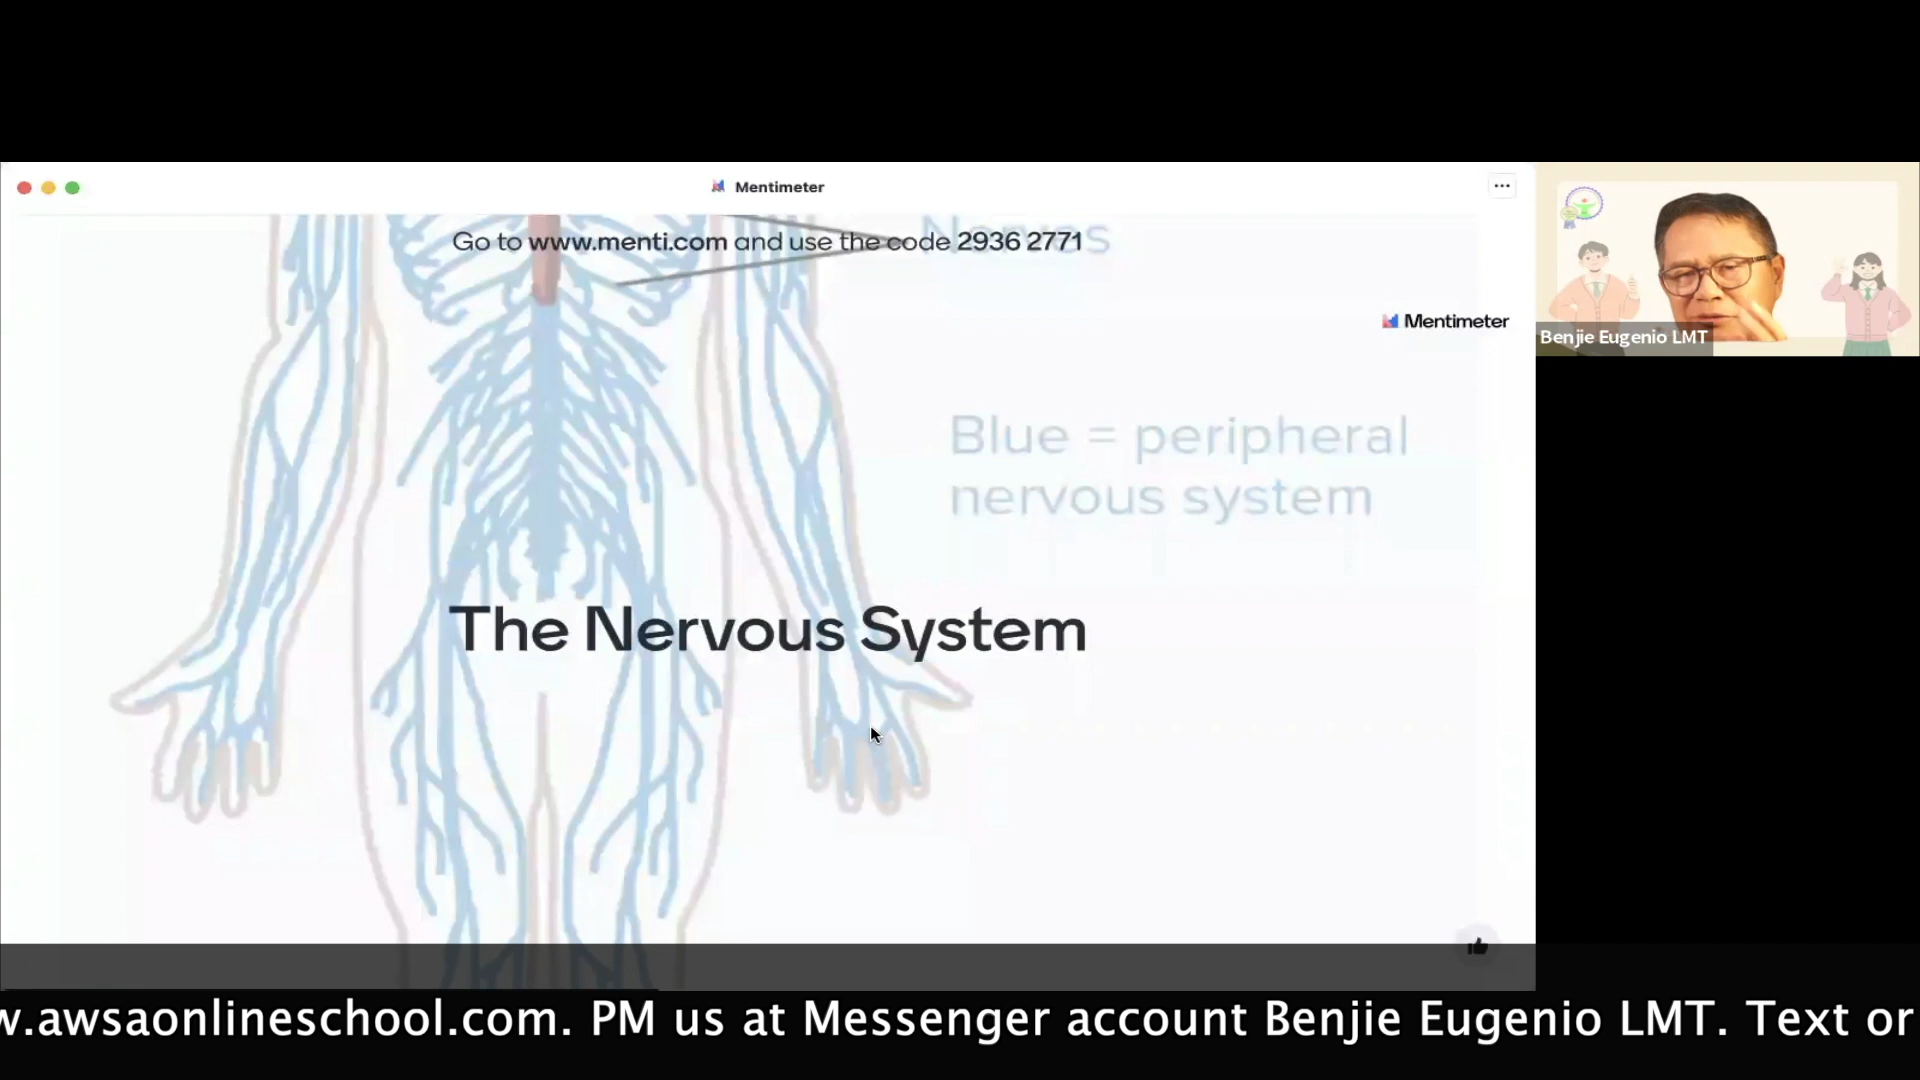 Mentimeter
Go to www.menti.com and use the code 2936 2771
Nerves
Mentimeter
Benjie Eugenio LMT
Blue = peripheral
nervous system
The Nervous System
w.awsaonlineschool.com. PM us at Messenger account Benjie Eugenio LMT. Text or